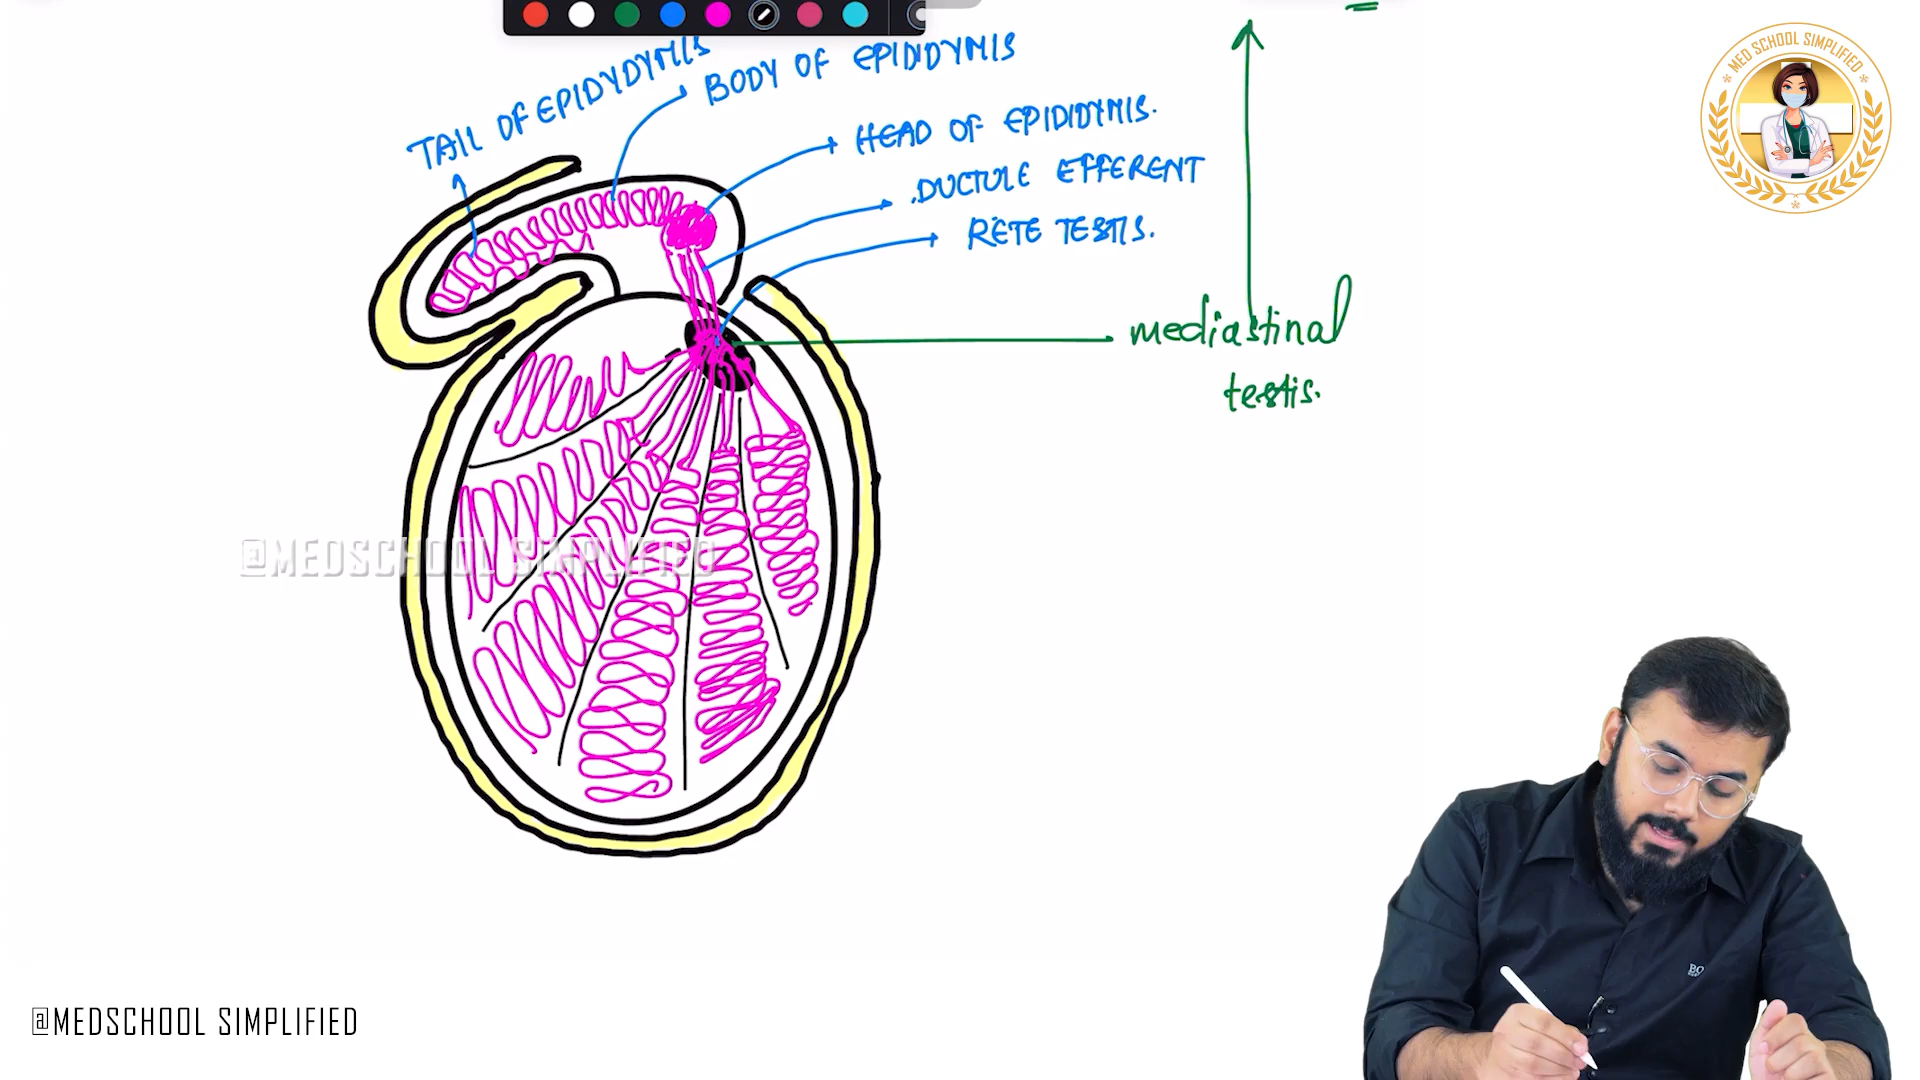 TAIL OF EPIDYDYMIS
BODY OF EPIDIDYMIS
HEAD OF EPIDIDYMIS.
DUCTULE EFFERENT
RETE TESTIS.
mediastinal
testis.
MED SCHOOL SIMPLIFIED
@MEDSCHOOL SIMPLIFIED
@MEDSCHOOL SIMPLIFIED